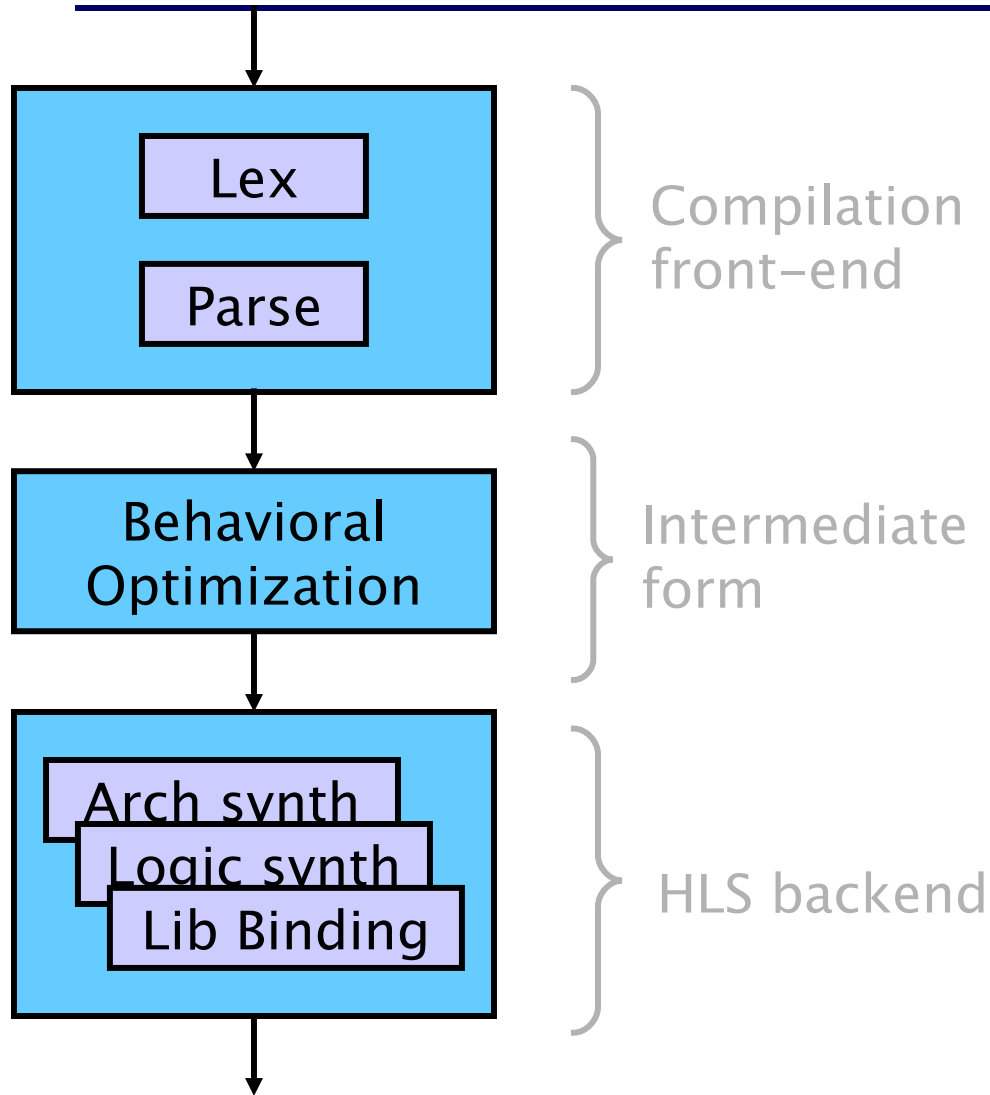 Lex
Parse
Compilation
front-end
Behavioral
Optimization
Intermediate
form
Arch synth
Logic synth
Lib Binding
HLS backend